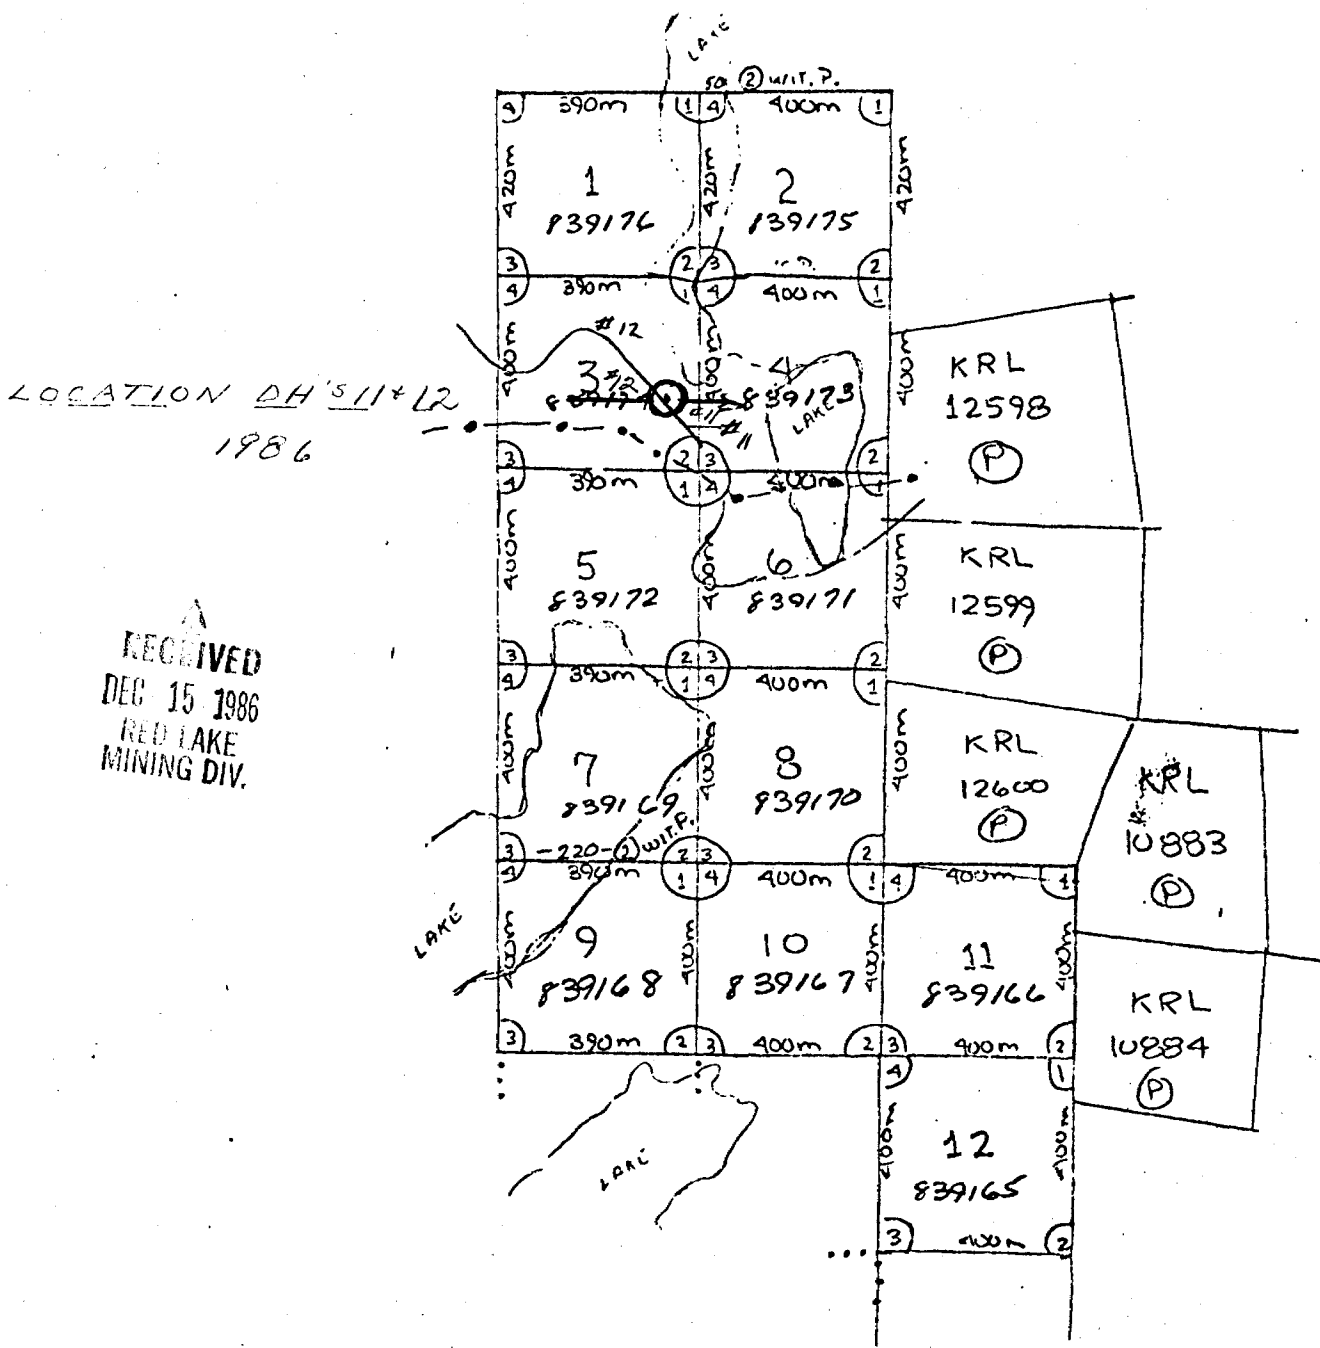 LAKE
50 ② WIT. P.
4 390m 1 4 400m 1
420m 420m 420m
1 2
839176 839175
3 2 3 2
4 390m 1 4 400m 1
#12
400m 400m 400m
3 #12 4
839173
LAKE
#11
LOCATION DH'S 11+12
1986
KRL
12598
P
3 2 3 2
4 390m 1 4 400m 1
400m 400m 400m
5 6
839172 839171
KRL
12599
P
RECEIVED
DEC 15 1986
RED LAKE
MINING DIV.
3 2 3 2
4 390m 1 4 400m 1
400m 400m 400m
7 8
839169 839170
KRL
12600
P
KRL
10883
P
3 -220-② WIT.P. 2 3 2
4 390m 1 4 400m 1 4 400m 1
LAKE
400m 400m 400m 400m
9 10 11
839168 839167 839166
KRL
10884
P
3 390m 2 3 400m 2 3 400m 2
4 1
LAKE
400m 400m
12
839165
3 400m 2